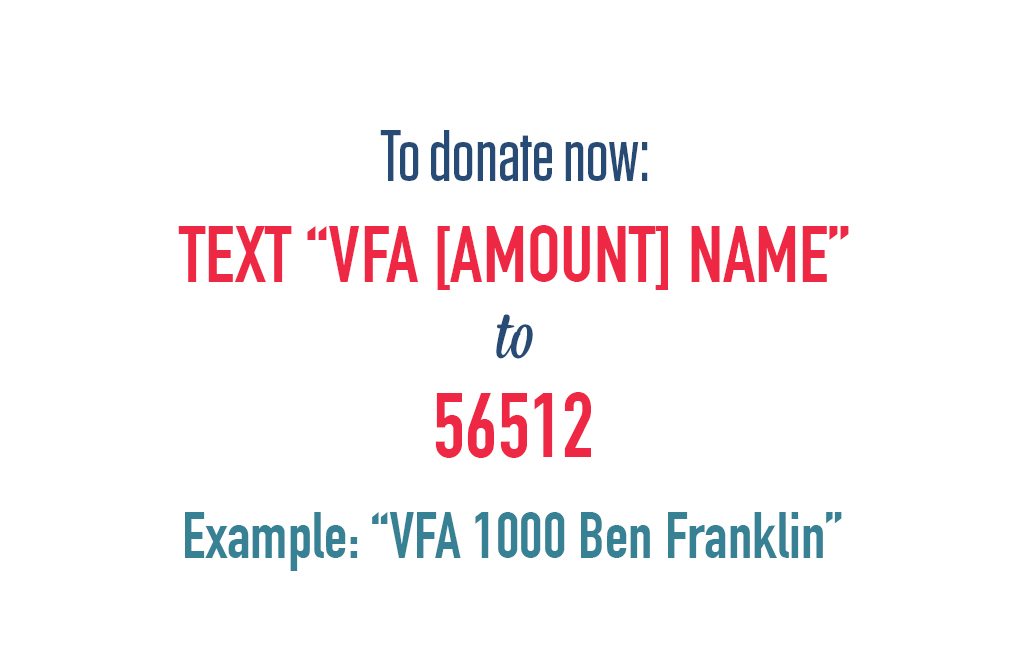 To donate now:
TEXT “VFA [AMOUNT] NAME”
to
56512
Example: “VFA 1000 Ben Franklin”